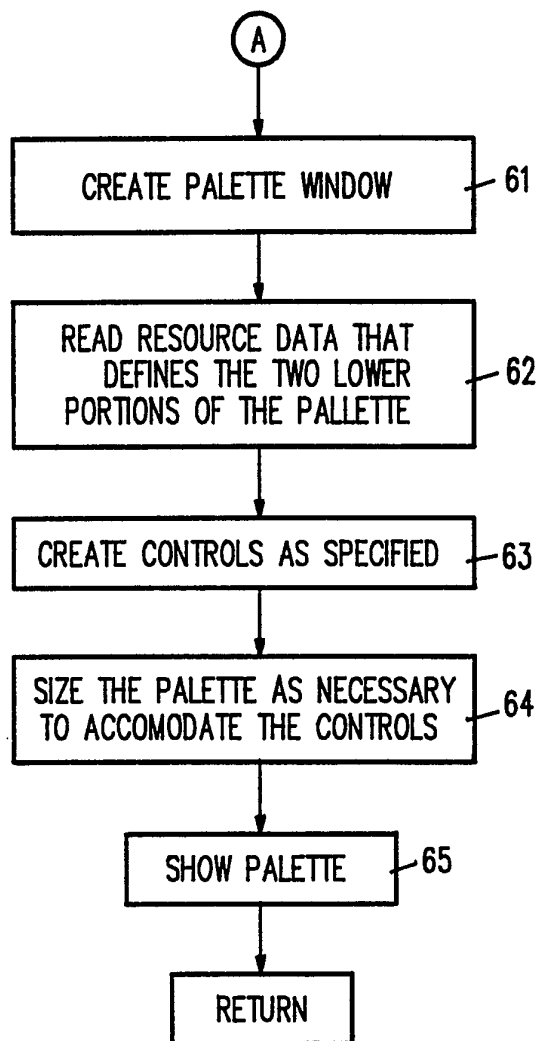 A
CREATE PALETTE WINDOW
61
READ RESOURCE DATA THAT
DEFINES THE TWO LOWER
PORTIONS OF THE PALLETTE
62
CREATE CONTROLS AS SPECIFIED
63
SIZE THE PALETTE AS NECESSARY
TO ACCOMODATE THE CONTROLS
64
SHOW PALETTE
65
RETURN